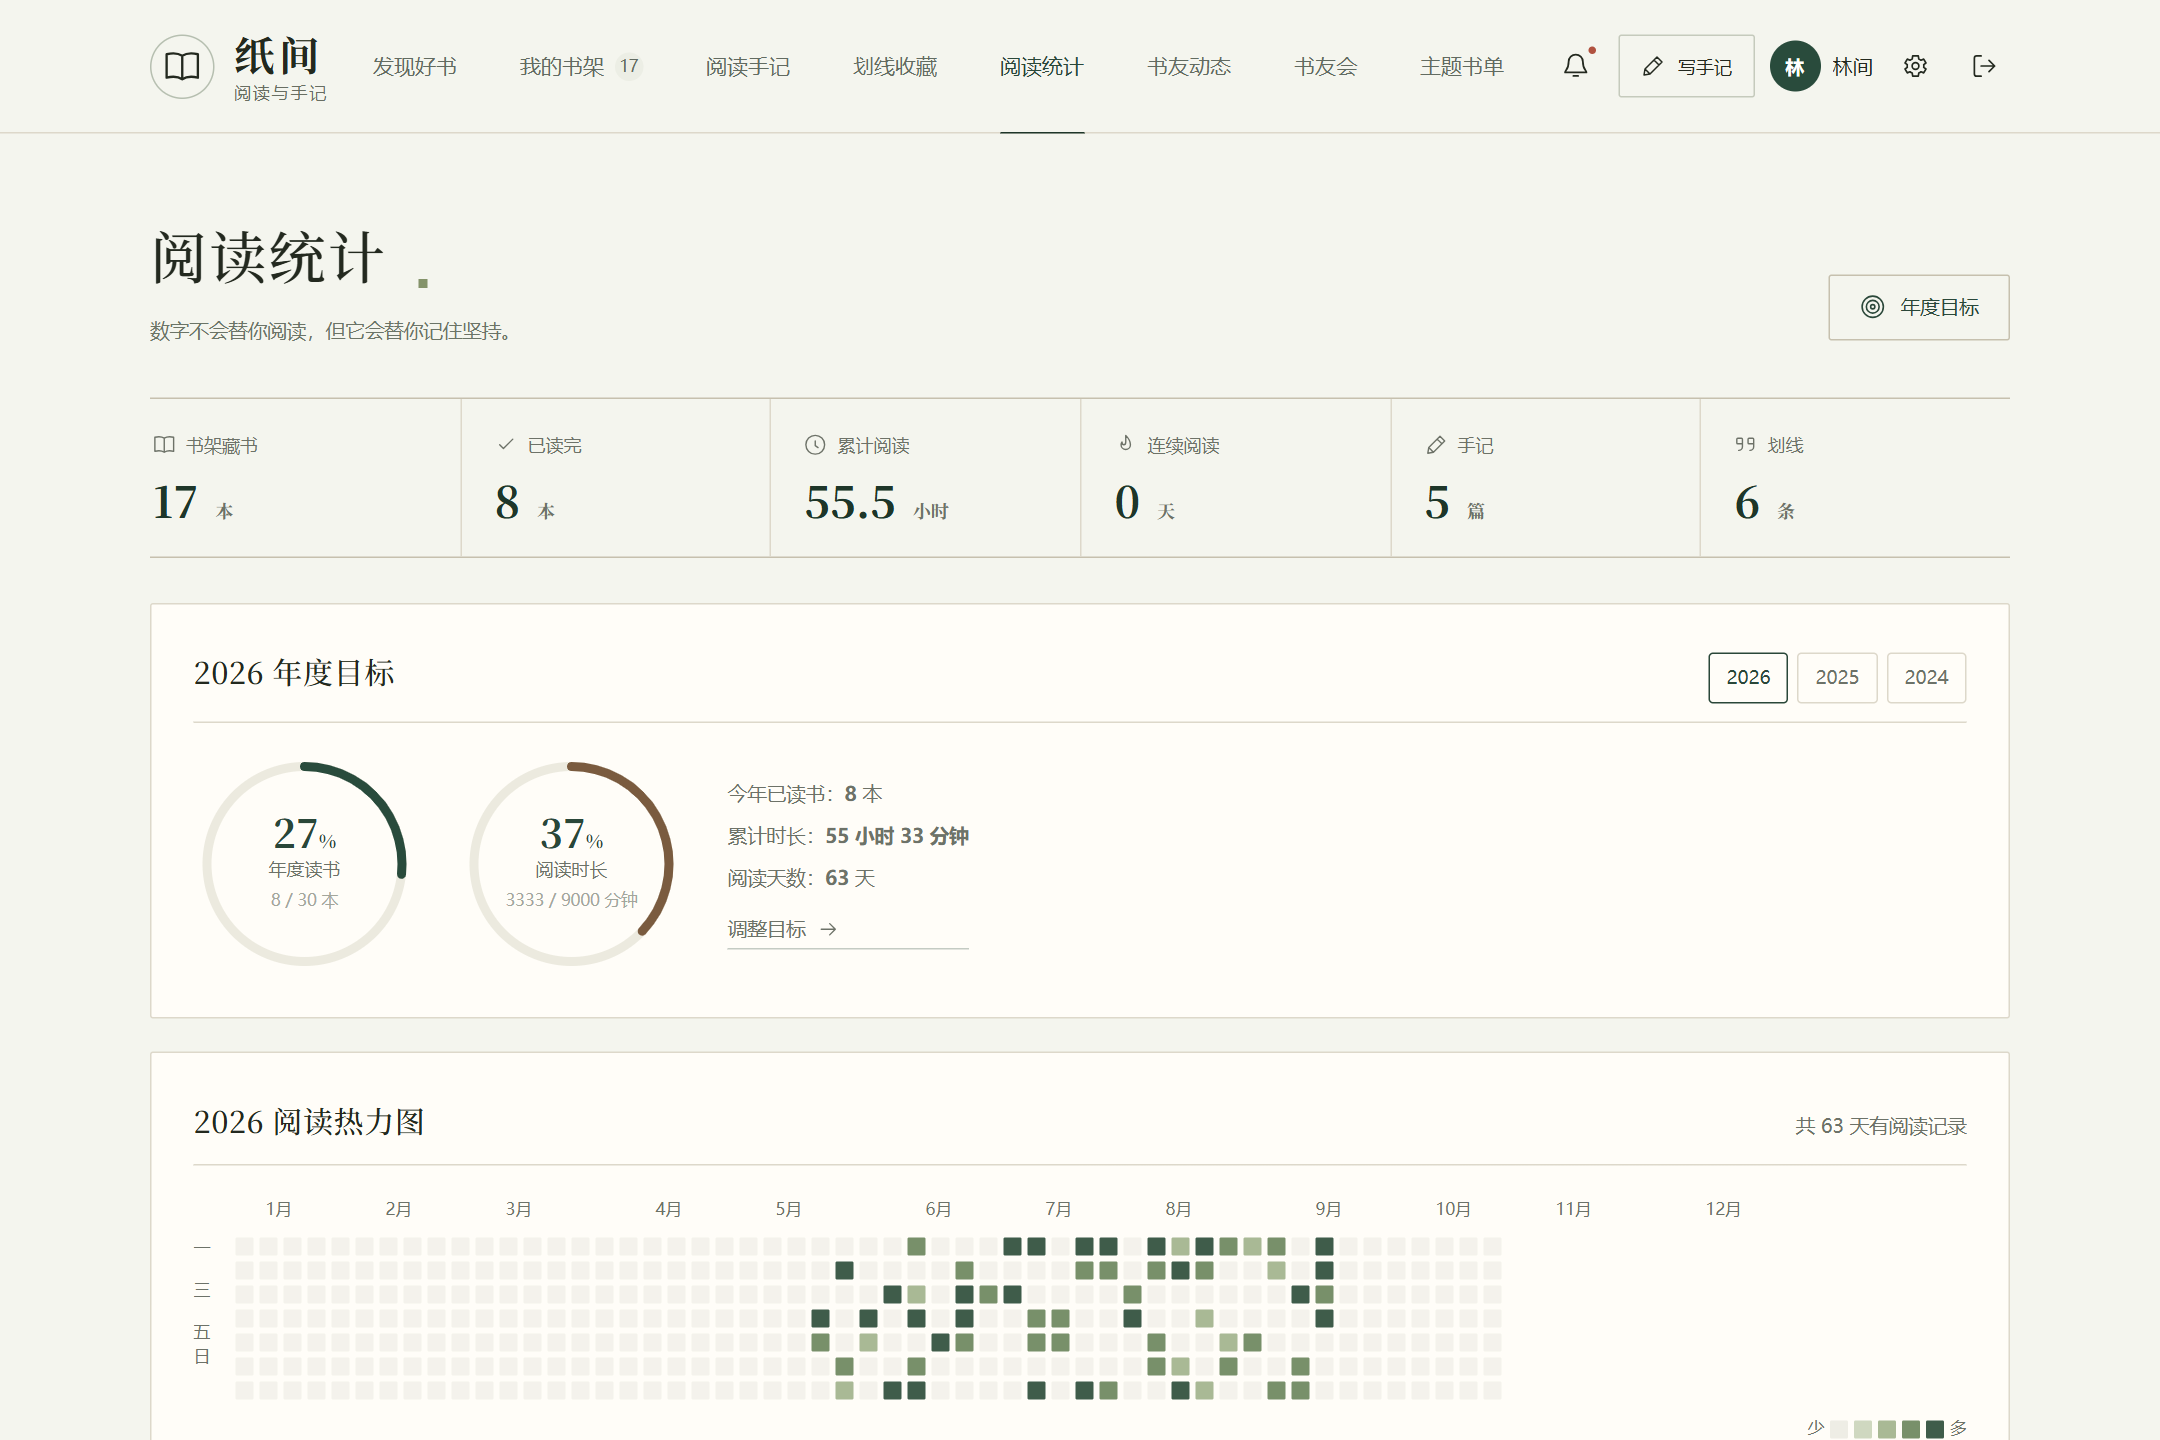 纸间
阅读与手记
发现好书
我的书架 17
阅读手记
划线收藏
阅读统计
书友动态
书友会
主题书单
写手记
林
林间
阅读统计
数字不会替你阅读，但它会替你记住坚持。
年度目标
书架藏书
17 本
已读完
8 本
累计阅读
55.5 小时
连续阅读
0 天
手记
5 篇
划线
6 条
2026 年度目标
2026
2025
2024
27%
年度读书
8 / 30 本
37%
阅读时长
3333 / 9000 分钟
今年已读书：8 本
累计时长：55 小时 33 分钟
阅读天数：63 天
调整目标 →
2026 阅读热力图
共 63 天有阅读记录
1月 2月 3月 4月 5月 6月 7月 8月 9月 10月 11月 12月
一
三
五
日
少 多